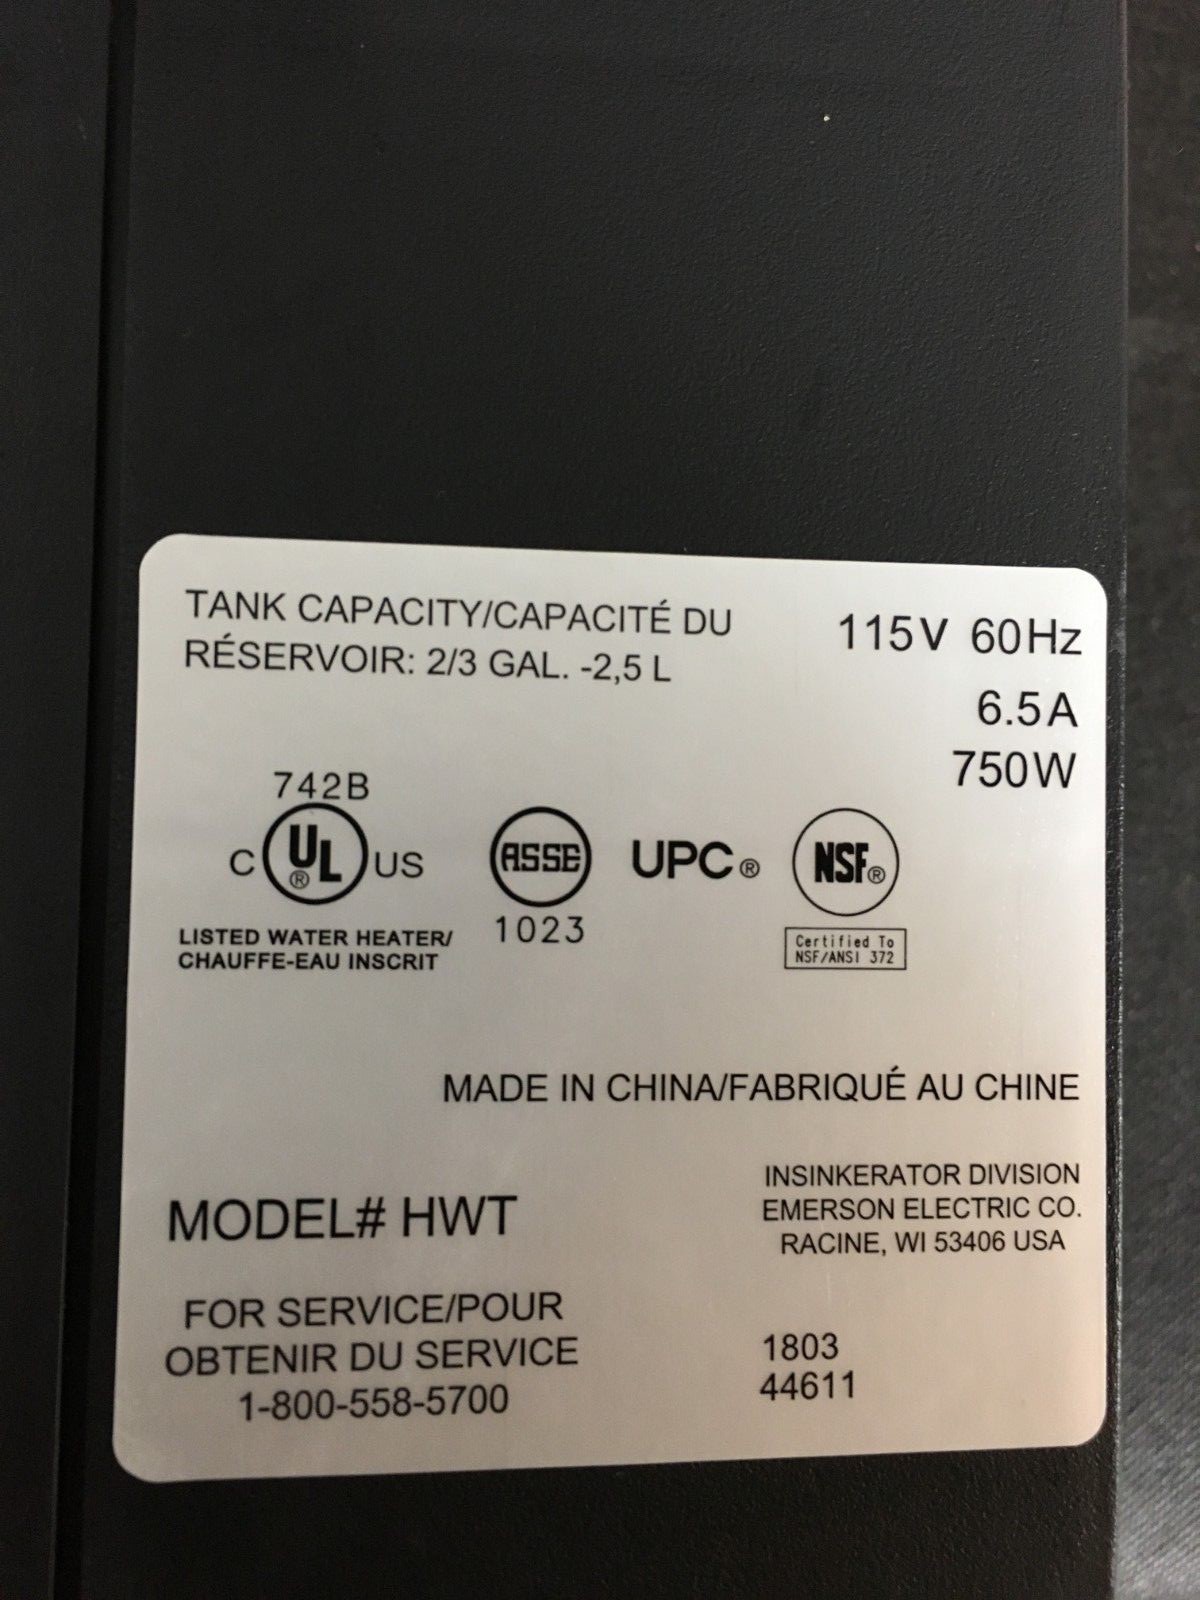 TANK CAPACITY/CAPACITÉ DU
RÉSERVOIR: 2/3 GAL. -2,5 L
115V 60Hz
6.5A
750W
742B
C UL® US
LISTED WATER HEATER/
CHAUFFE-EAU INSCRIT
ASSE
1023
UPC®
NSF®
Certified To
NSF/ANSI 372
MADE IN CHINA/FABRIQUÉ AU CHINE
MODEL# HWT
INSINKERATOR DIVISION
EMERSON ELECTRIC CO.
RACINE, WI 53406 USA
FOR SERVICE/POUR
OBTENIR DU SERVICE
1-800-558-5700
1803
44611